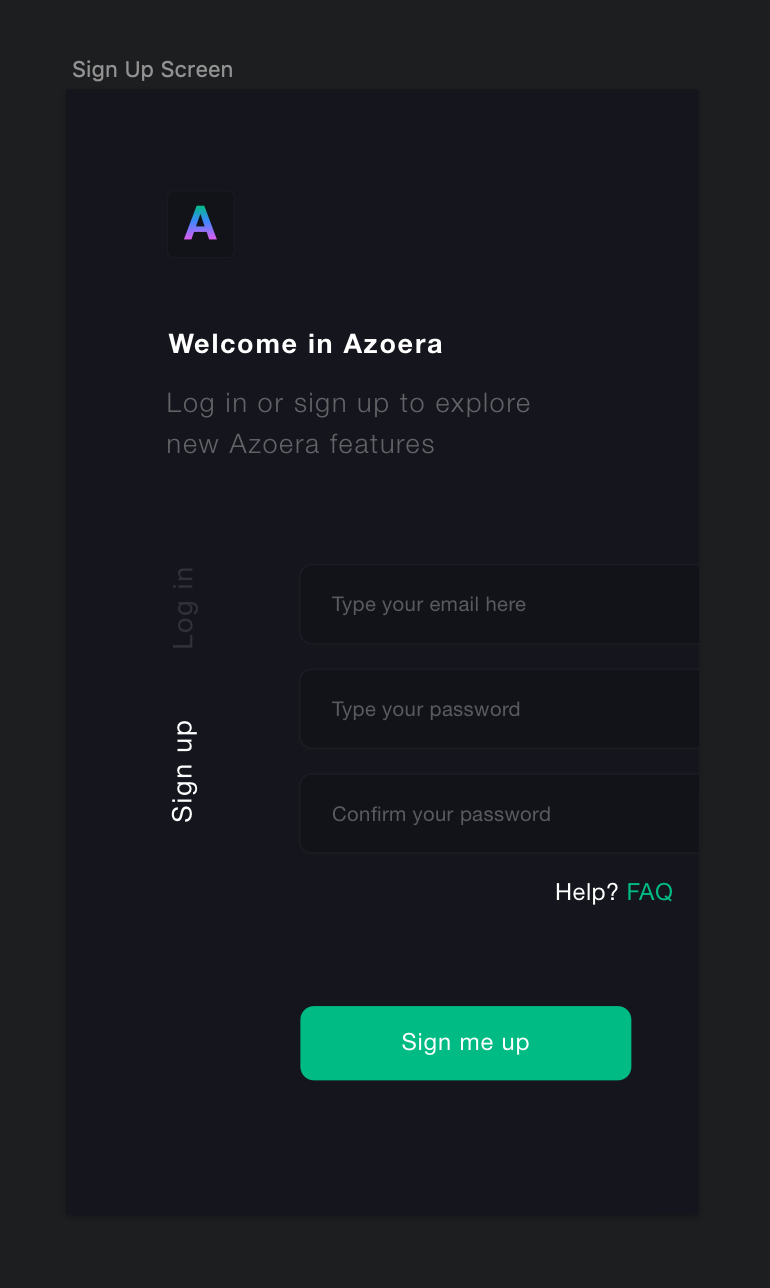 Sign Up Screen
A
Welcome in Azoera
Log in or sign up to explore
new Azoera features
Log in
Sign up
Type your email here
Type your password
Confirm your password
Help? FAQ
Sign me up